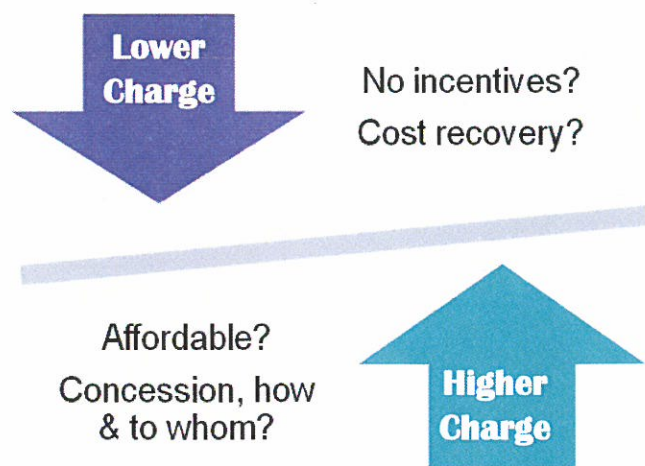 Lower
Charge
No incentives?
Cost recovery?
Affordable?
Concession, how
& to whom?
Higher
Charge